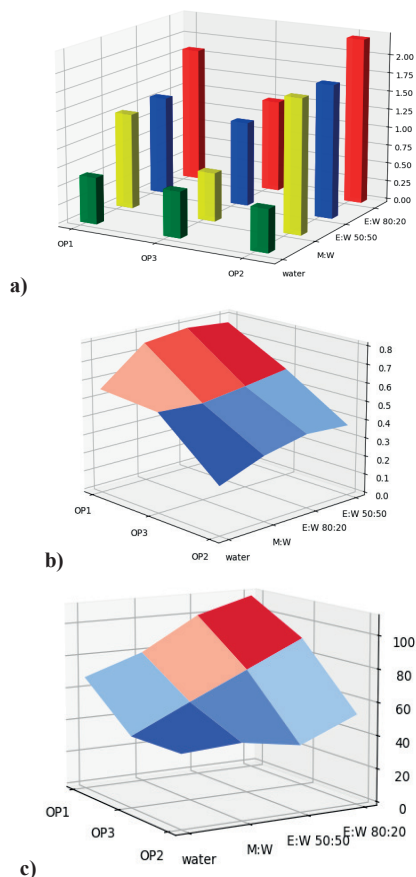 2.00
1.75
1.50
1.25
1.00
0.75
0.50
0.25
0.00
E:W 80:20
E:W 50:50
M:W
water
OP1
OP3
OP2
a)
0.8
0.7
0.6
0.5
0.4
0.3
0.2
0.1
0.0
E:W 50:50
E:W 80:20
M:W
water
OP1
OP3
OP2
b)
100
80
60
40
20
0
E:W 80:20
E:W 50:50
M:W
water
OP1
OP3
OP2
c)